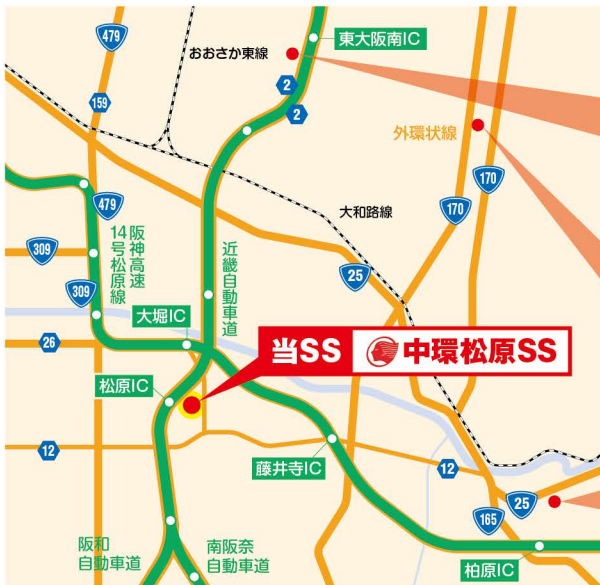 479
東大阪南IC
おおさか東線
2
159
2
外環状線
170
479
大和路線
170
309
阪神高速
14号松原線
近畿自動車道
25
309
大堀IC
26
当SS
中環松原SS
松原IC
12
藤井寺IC
12
25
165
阪和
自動車道
南阪奈
自動車道
柏原IC